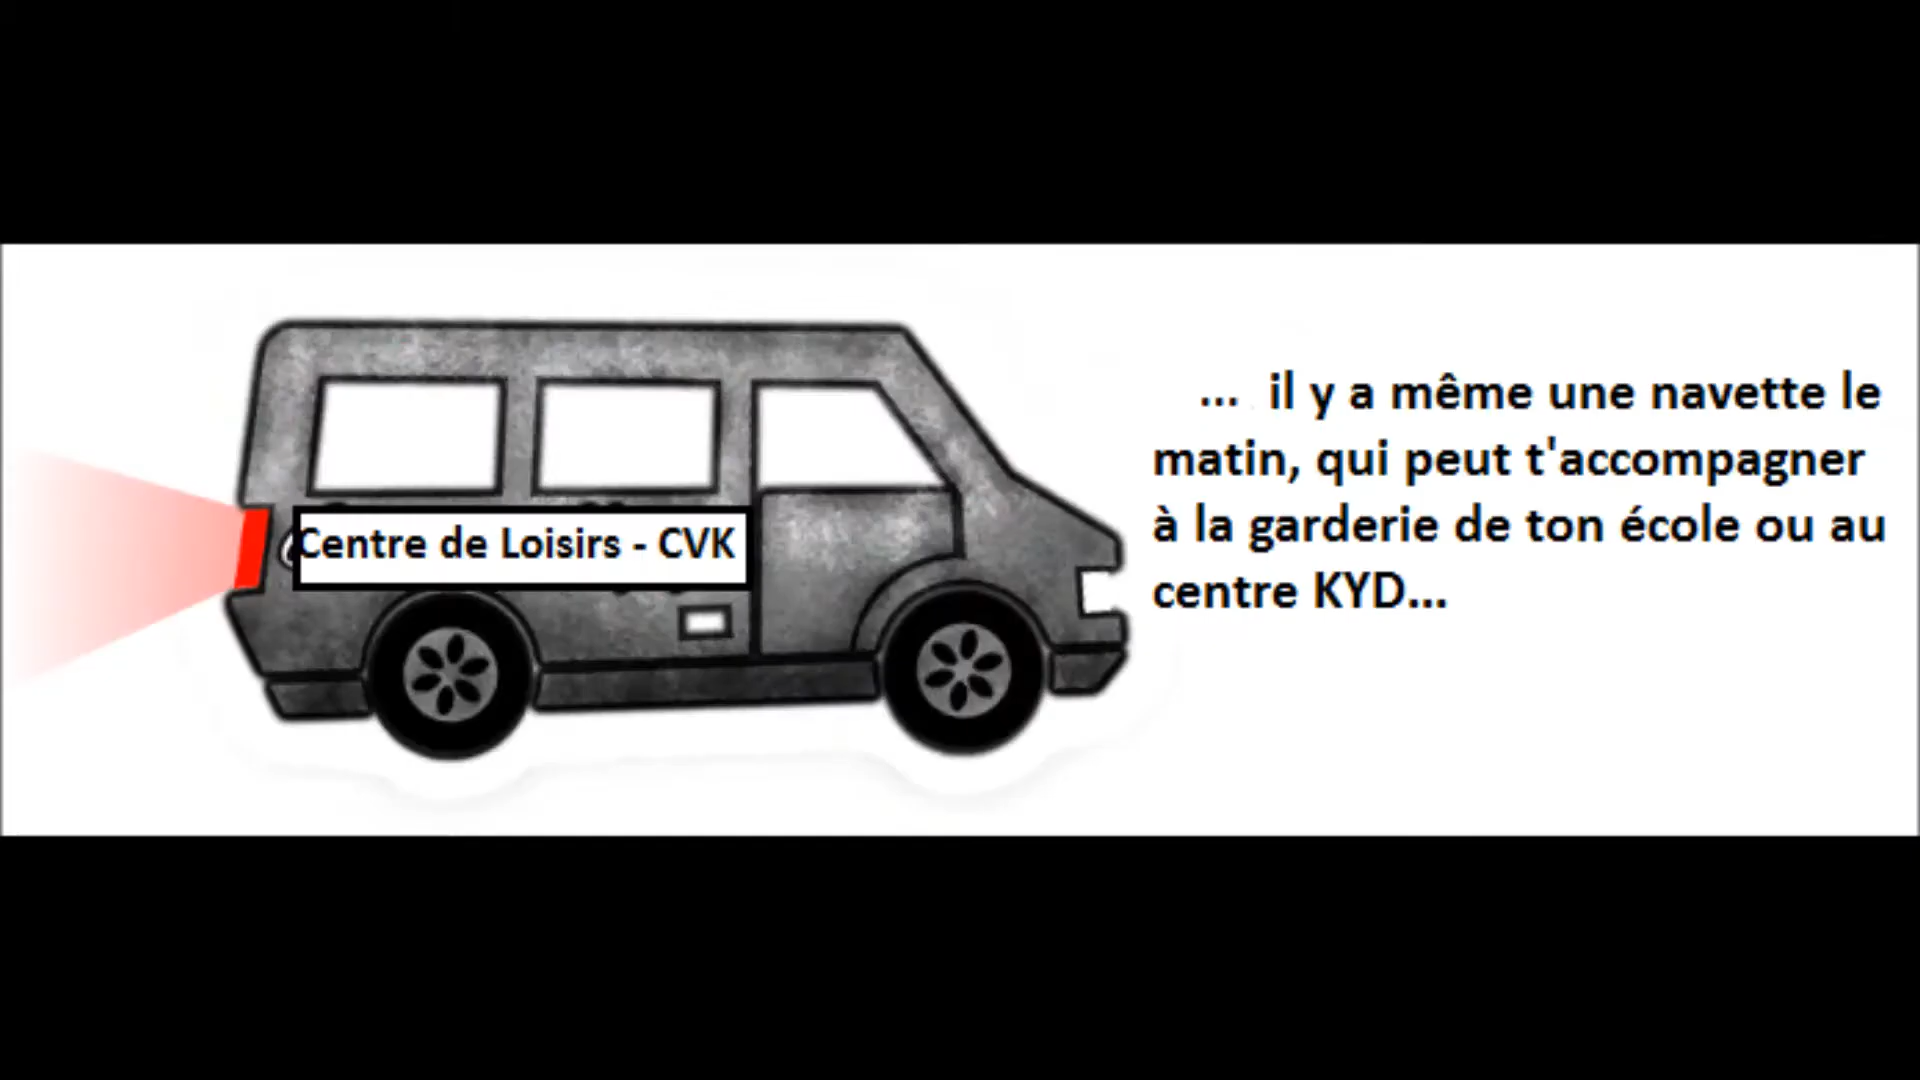 Centre de Loisirs - CVK
... il y a même une navette le
matin, qui peut t'accompagner
à la garderie de ton école ou au
centre KYD...